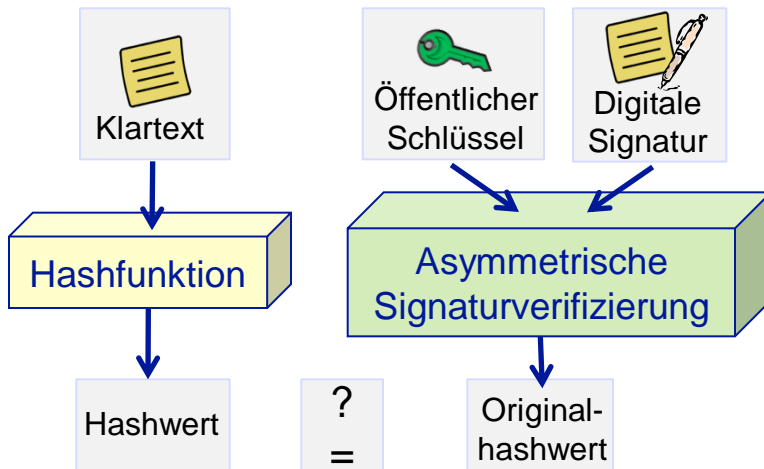 Klartext
Öffentlicher
Schlüssel
Digitale
Signatur
Hashfunktion
Asymmetrische
Signaturverifizierung
Hashwert
?
=
Original-
hashwert